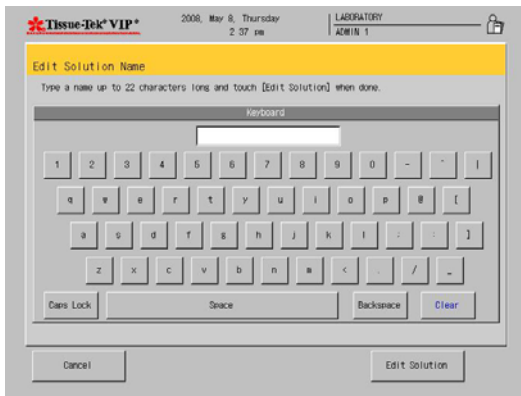 Tissue-Tek® VIP®
2008, May 8, Thursday
2 37 pm
LABORATORY
ADMIN 1
Edit Solution Name
Type a name up to 22 characters long and touch [Edit Solution] when done.
Keyboard
1 2 3 4 5 6 7 8 9 0 - |
q w e r t y u i o p [
a s d f g h j k l ]
z x c v b n m < . / _
Caps Lock Space Backspace Clear
Cancel Edit Solution